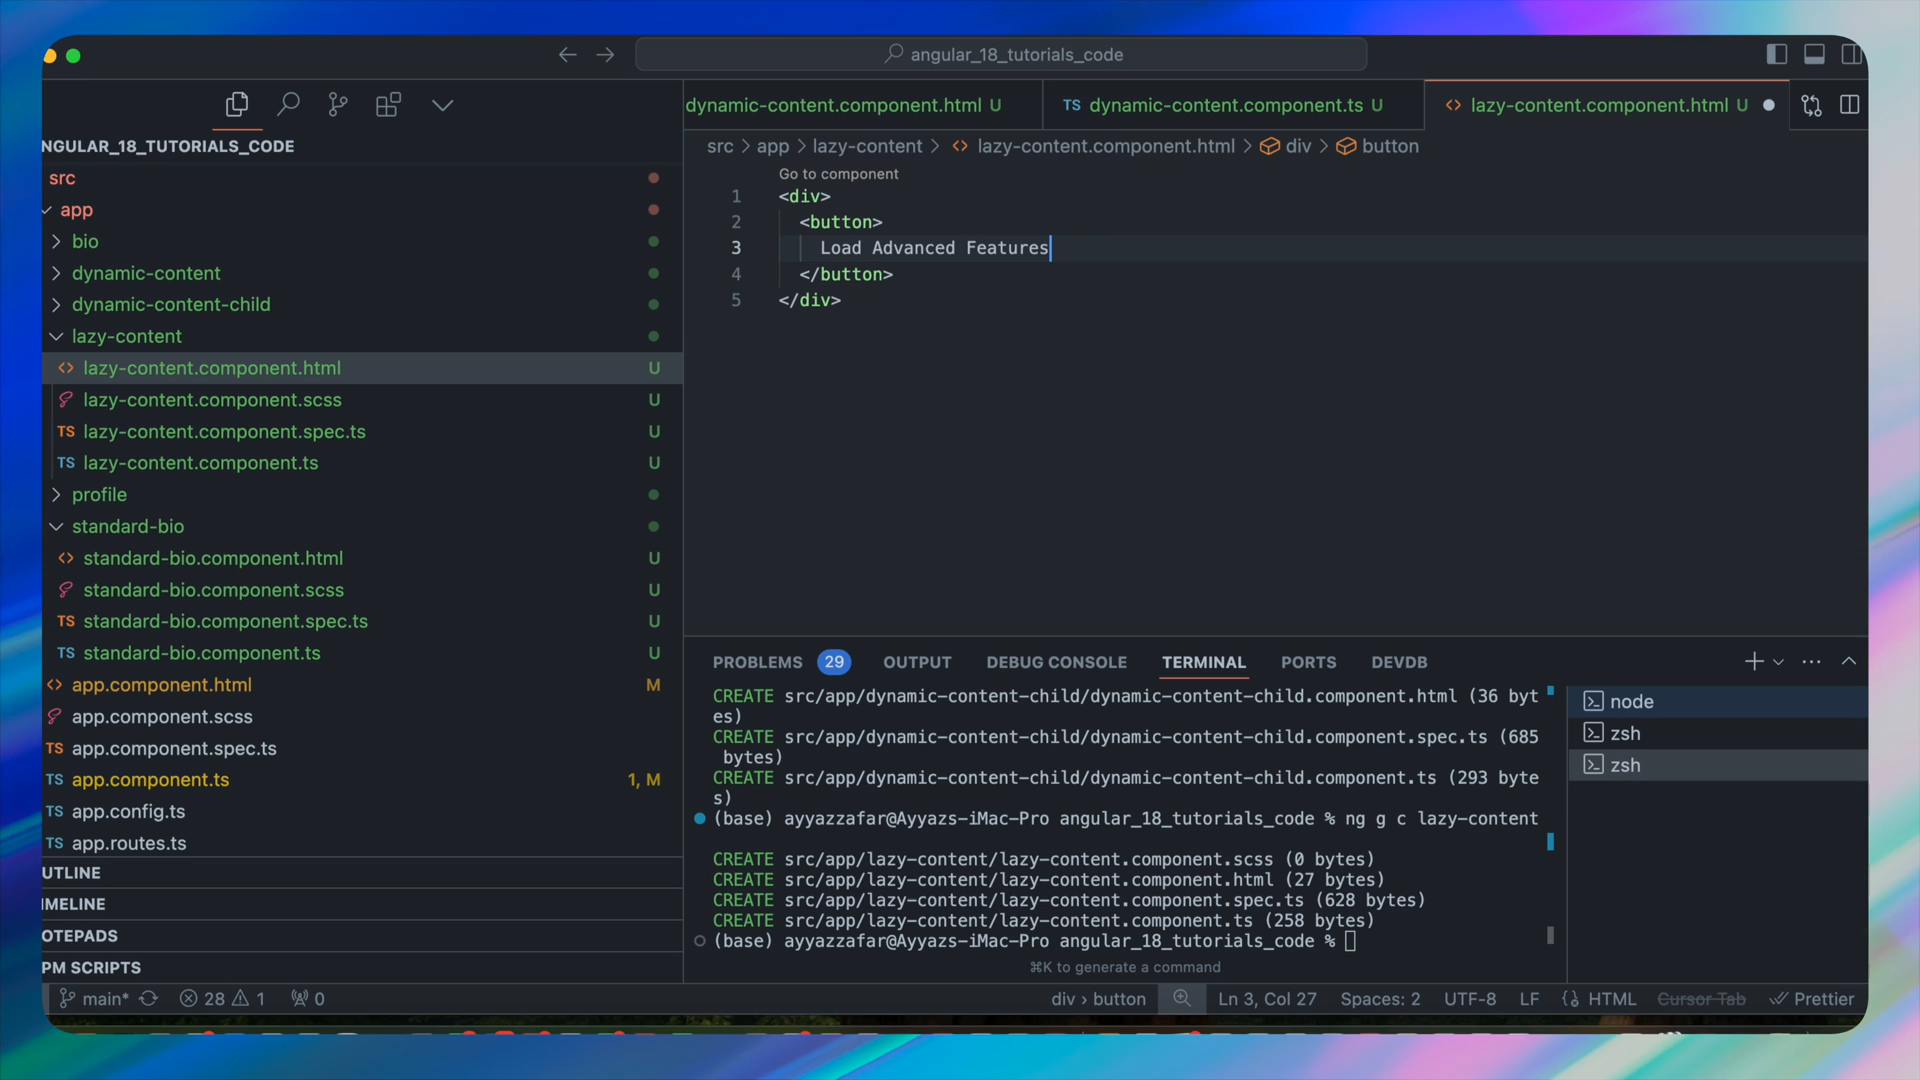 angular_18_tutorials_code
NGULAR_18_TUTORIALS_CODE
src
app
bio
dynamic-content
dynamic-content-child
lazy-content
lazy-content.component.html U
lazy-content.component.scss U
TS lazy-content.component.spec.ts U
TS lazy-content.component.ts U
profile
standard-bio
standard-bio.component.html U
standard-bio.component.scss U
TS standard-bio.component.spec.ts U
TS standard-bio.component.ts U
app.component.html M
app.component.scss
TS app.component.spec.ts
TS app.component.ts 1, M
TS app.config.ts
TS app.routes.ts
UTLINE
IMELINE
OTEPADS
PM SCRIPTS
dynamic-content.component.html U
TS dynamic-content.component.ts U
lazy-content.component.html U
src > app > lazy-content > lazy-content.component.html > div > button
Go to component
1 <div>
2 <button>
3 Load Advanced Features
4 </button>
5 </div>
PROBLEMS 29 OUTPUT DEBUG CONSOLE TERMINAL PORTS DEVDB
CREATE src/app/dynamic-content-child/dynamic-content-child.component.html (36 byt
es)
CREATE src/app/dynamic-content-child/dynamic-content-child.component.spec.ts (685
bytes)
CREATE src/app/dynamic-content-child/dynamic-content-child.component.ts (293 byte
s)
(base) ayyazzafar@Ayyazs-iMac-Pro angular_18_tutorials_code % ng g c lazy-content
CREATE src/app/lazy-content/lazy-content.component.scss (0 bytes)
CREATE src/app/lazy-content/lazy-content.component.html (27 bytes)
CREATE src/app/lazy-content/lazy-content.component.spec.ts (628 bytes)
CREATE src/app/lazy-content/lazy-content.component.ts (258 bytes)
(base) ayyazzafar@Ayyazs-iMac-Pro angular_18_tutorials_code %
⌘K to generate a command
node
zsh
zsh
main* 28 1 0
div › button Ln 3, Col 27 Spaces: 2 UTF-8 LF HTML Cursor Tab Prettier